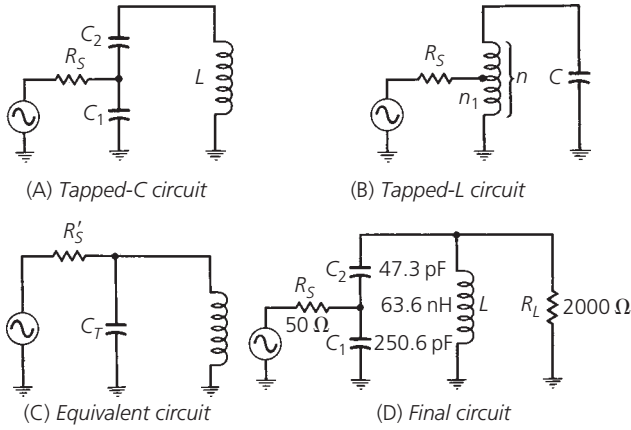 C2
RS
L
C1
(A) Tapped-C circuit
RS
n1
n
C
(B) Tapped-L circuit
R'S
CT
(C) Equivalent circuit
C2 47.3 pF
RS
50 Ω
63.6 nH L
RL 2000 Ω
C1 250.6 pF
(D) Final circuit